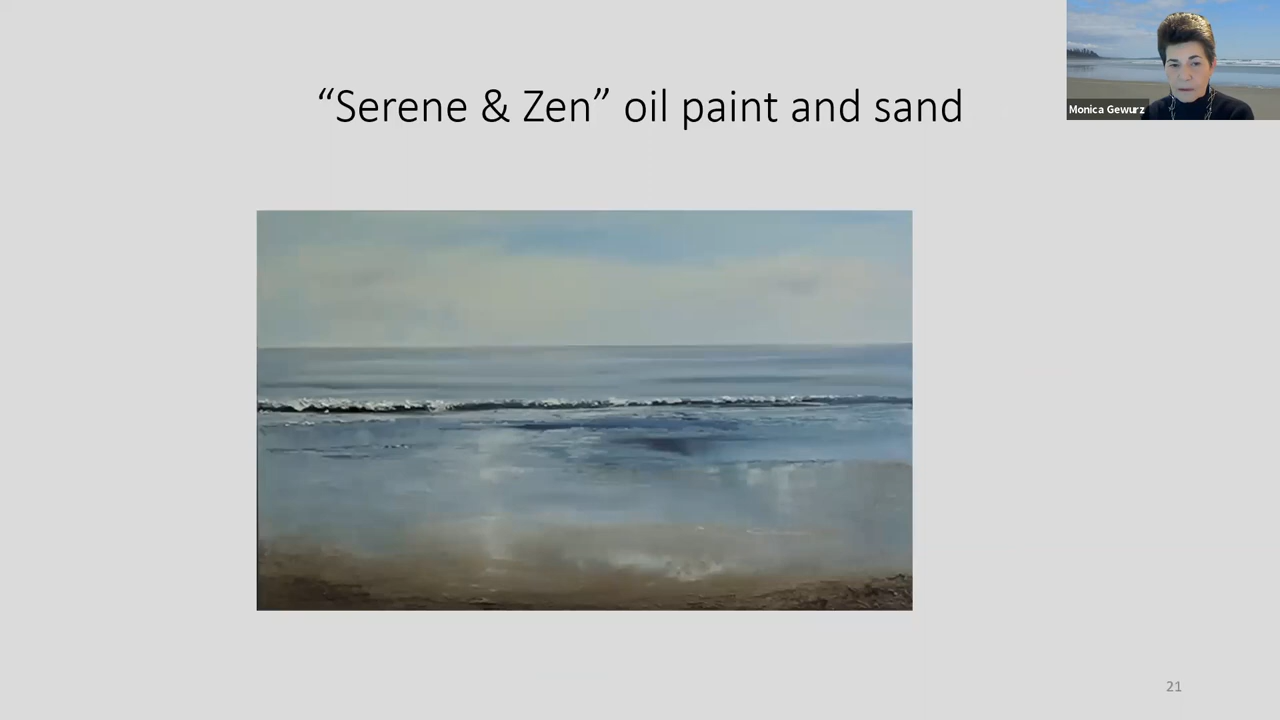 “Serene & Zen” oil paint and sand
Monica Gewurz
21